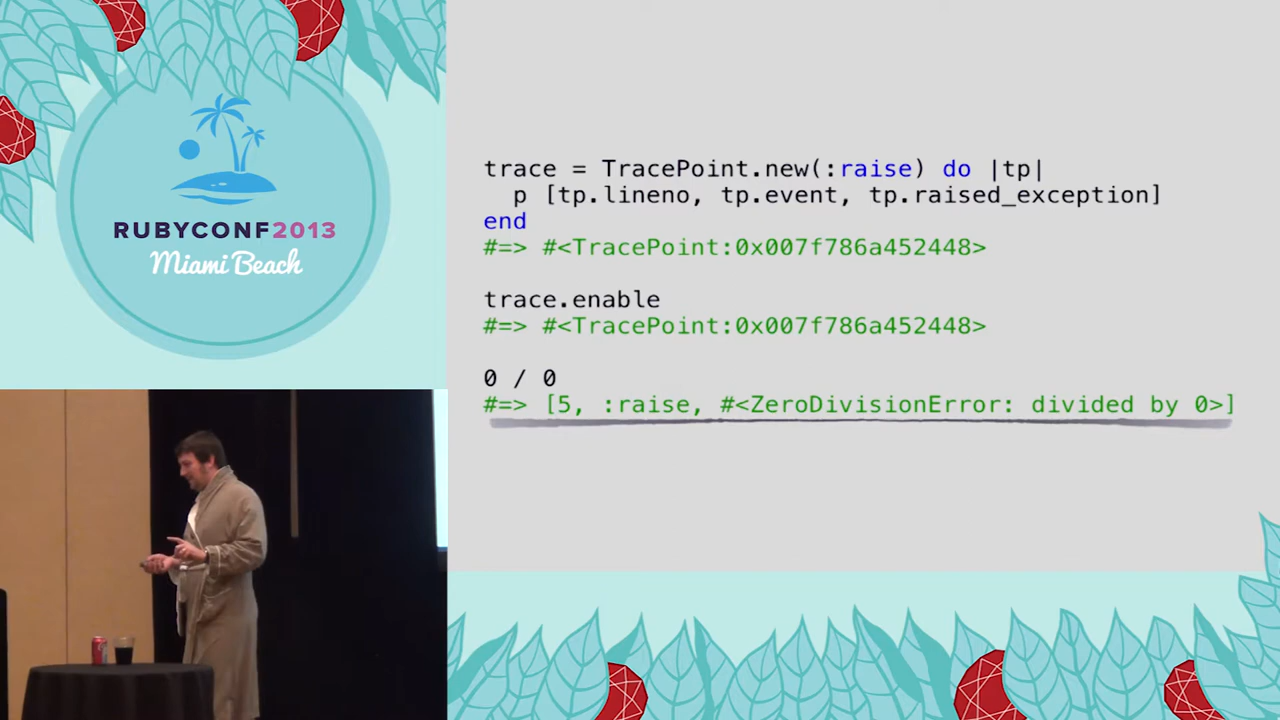 RUBYCONF2013
Miami Beach
trace = TracePoint.new(:raise) do |tp|
  p [tp.lineno, tp.event, tp.raised_exception]
end
#=> #<TracePoint:0x007f786a452448>
trace.enable
#=> #<TracePoint:0x007f786a452448>
0 / 0
#=> [5, :raise, #<ZeroDivisionError: divided by 0>]